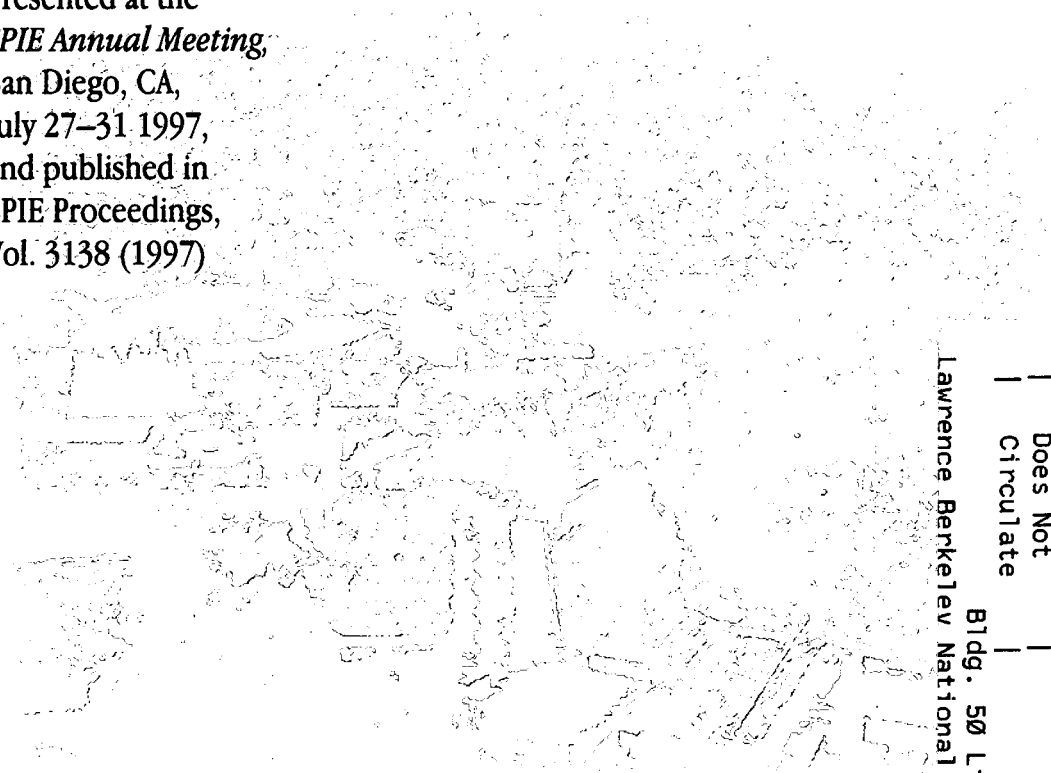 resented at the
PIE Annual Meeting,
an Diego, CA,
uly 27–31 1997,
nd published in
PIE Proceedings,
ol. 3138 (1997)
Does Not
Circulate
Bldg. 50
Lawrence Berkeley National